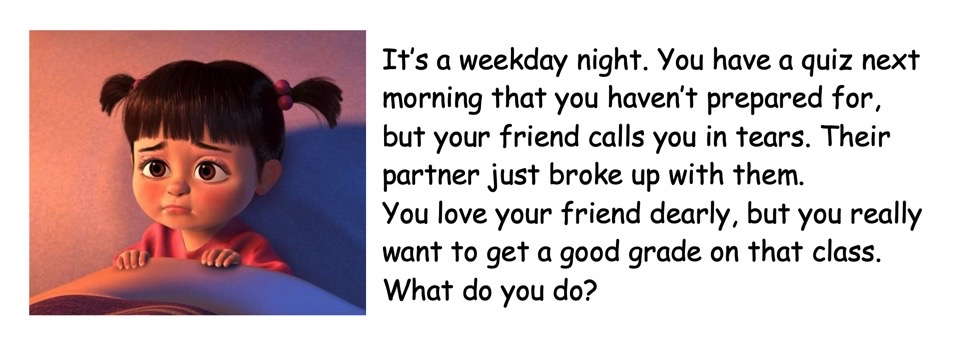 It's a weekday night. You have a quiz next
morning that you haven't prepared for,
but your friend calls you in tears. Their
partner just broke up with them.
You love your friend dearly, but you really
want to get a good grade on that class.
What do you do?